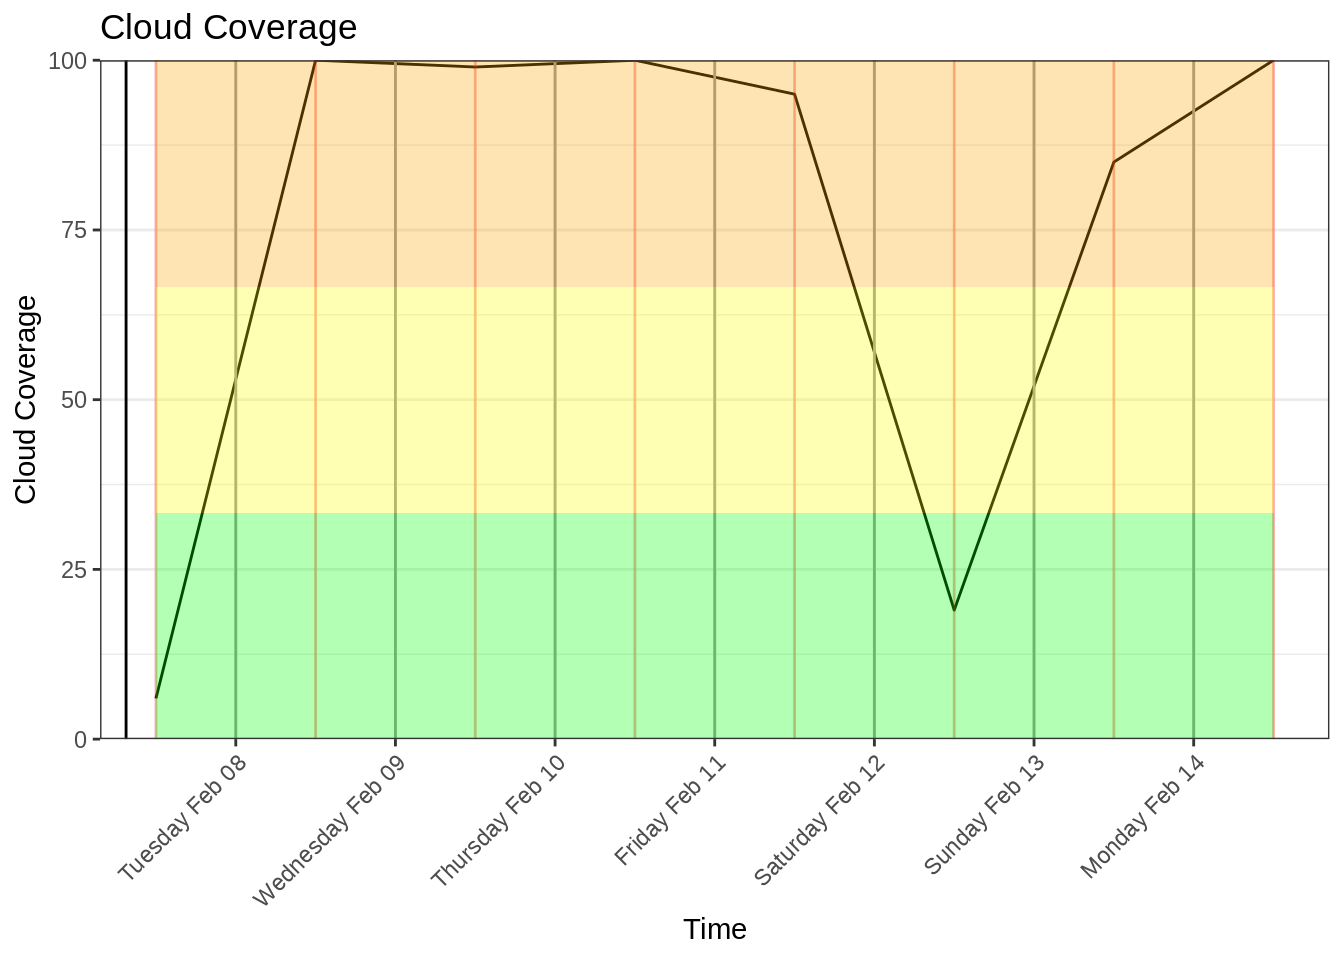 Cloud Coverage
Cloud Coverage
100
75
50
25
0
Tuesday Feb 08
Wednesday Feb 09
Thursday Feb 10
Friday Feb 11
Saturday Feb 12
Sunday Feb 13
Monday Feb 14
Time